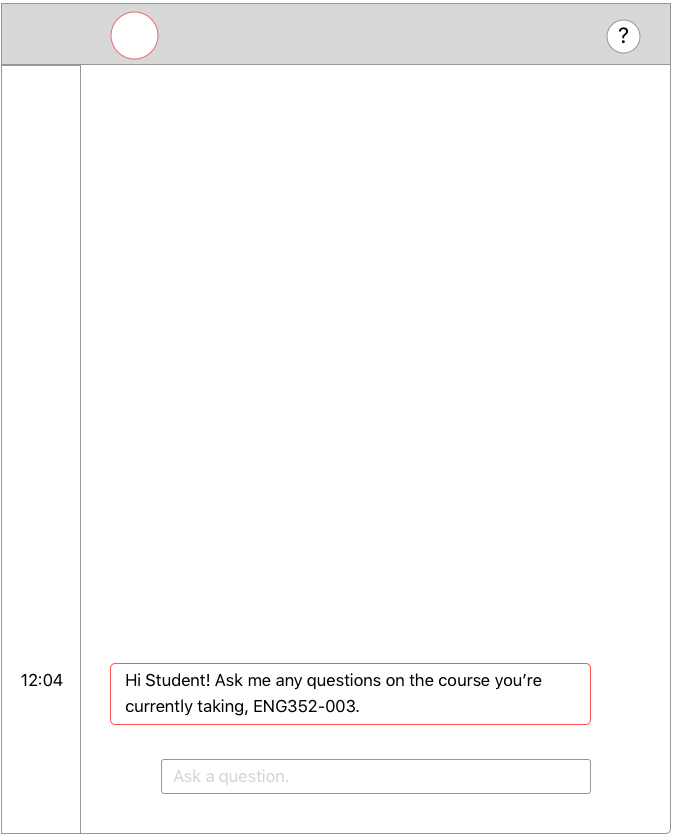 ?
12:04
Hi Student! Ask me any questions on the course you’re
currently taking, ENG352-003.
Ask a question.